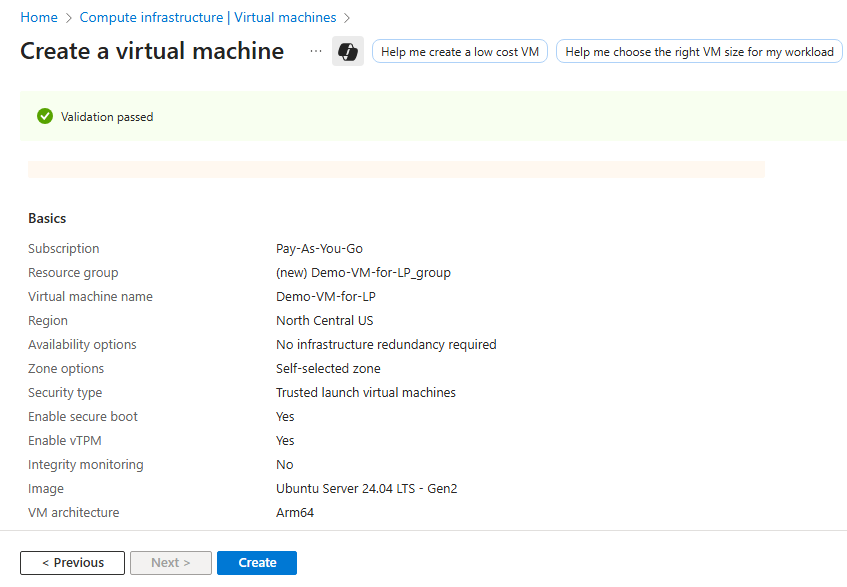 Home > Compute infrastructure | Virtual machines >
Create a virtual machine ... Help me create a low cost VM Help me choose the right VM size for my workload
Validation passed
Basics
Subscription Pay-As-You-Go
Resource group (new) Demo-VM-for-LP_group
Virtual machine name Demo-VM-for-LP
Region North Central US
Availability options No infrastructure redundancy required
Zone options Self-selected zone
Security type Trusted launch virtual machines
Enable secure boot Yes
Enable vTPM Yes
Integrity monitoring No
Image Ubuntu Server 24.04 LTS - Gen2
VM architecture Arm64
< Previous Next > Create